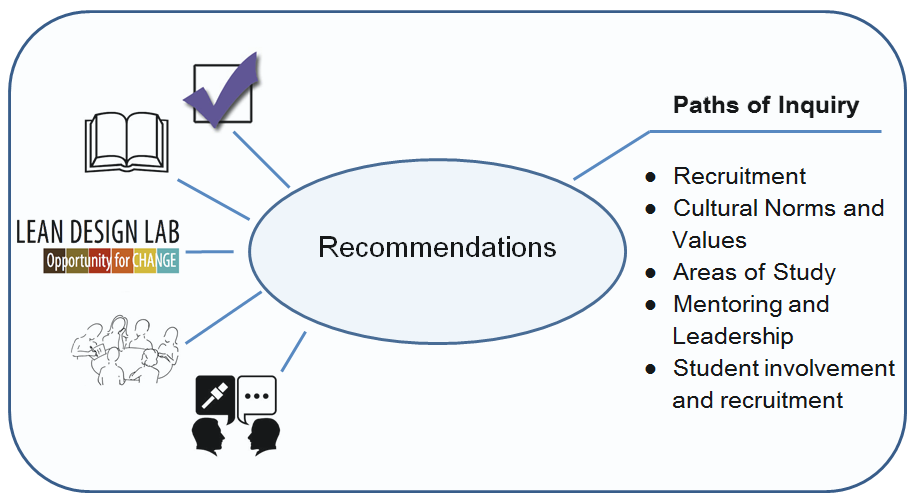 Paths of Inquiry
LEAN DESIGN LAB
Opportunity for CHANGE
Recommendations
● Recruitment
● Cultural Norms and
Values
● Areas of Study
● Mentoring and
Leadership
● Student involvement
and recruitment